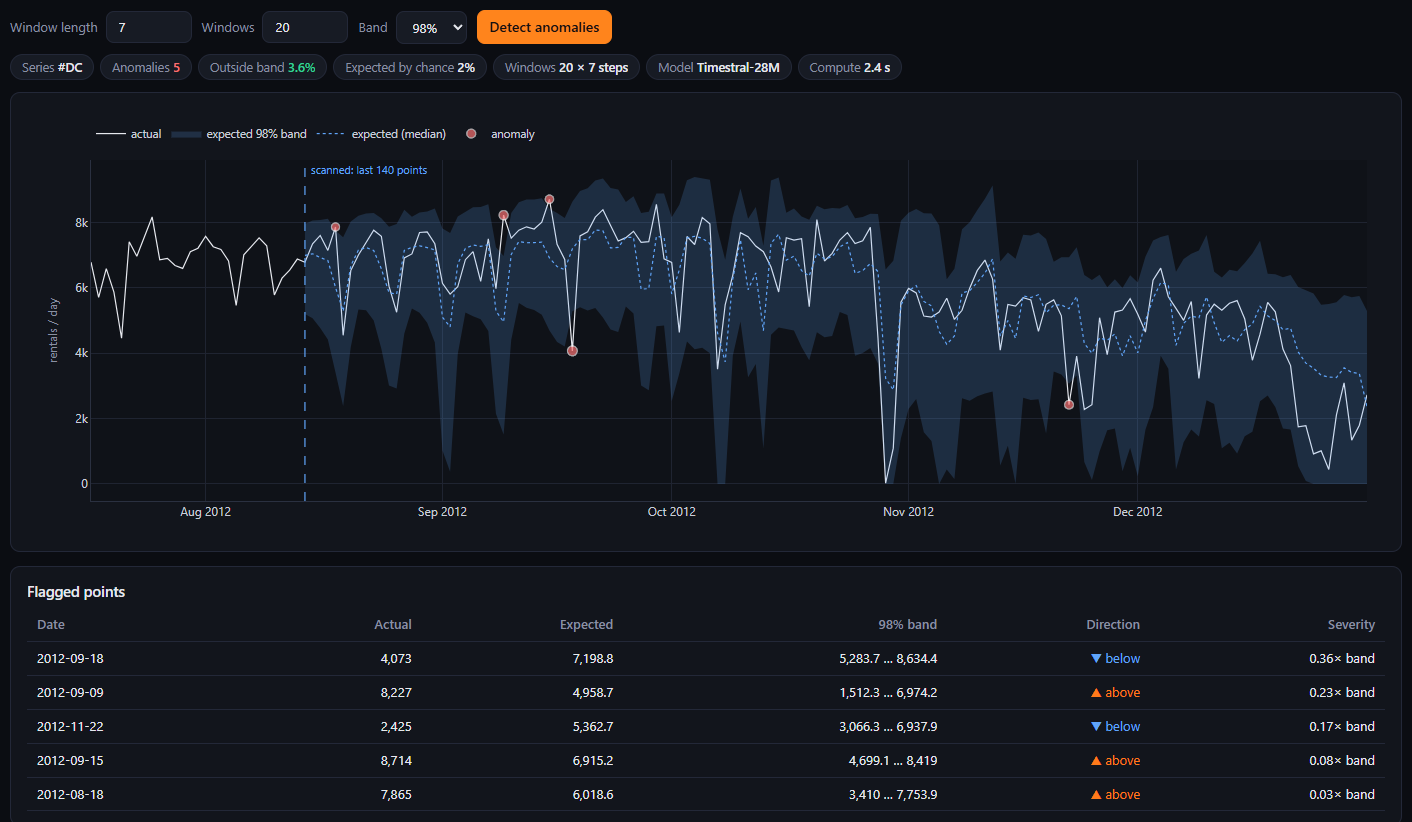 Window length 7 Windows 20 Band 98% Detect anomalies
Series #DC Anomalies 5 Outside band 3.6% Expected by chance 2% Windows 20 × 7 steps Model Timestral-28M Compute 2.4 s
actual expected 98% band expected (median) anomaly
scanned: last 140 points
8k
6k
4k
2k
0
rentals / day
Aug 2012 Sep 2012 Oct 2012 Nov 2012 Dec 2012
Flagged points
Date Actual Expected 98% band Direction Severity
2012-09-18 4,073 7,198.8 5,283.7 ... 8,634.4 ▼ below 0.36× band
2012-09-09 8,227 4,958.7 1,512.3 ... 6,974.2 ▲ above 0.23× band
2012-11-22 2,425 5,362.7 3,066.3 ... 6,937.9 ▼ below 0.17× band
2012-09-15 8,714 6,915.2 4,699.1 ... 8,419 ▲ above 0.08× band
2012-08-18 7,865 6,018.6 3,410 ... 7,753.9 ▲ above 0.03× band